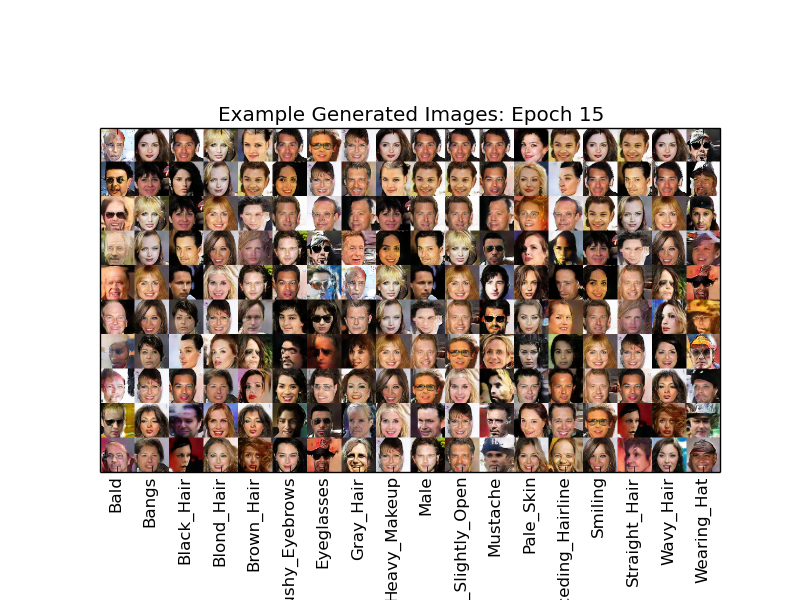 Example Generated Images: Epoch 15
Bald
Bangs
Black_Hair
Blond_Hair
Brown_Hair
ushy_Eyebrows
Eyeglasses
Gray_Hair
Heavy_Makeup
Male
_Slightly_Open
Mustache
Pale_Skin
eding_Hairline
Smiling
Straight_Hair
Wavy_Hair
Wearing_Hat